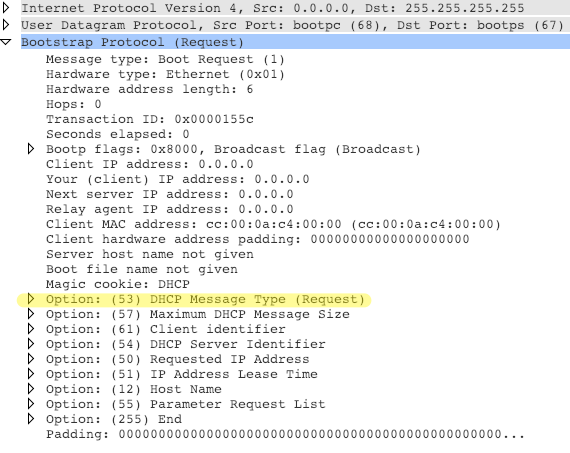 Internet Protocol Version 4, Src: 0.0.0.0, Dst: 255.255.255.255
User Datagram Protocol, Src Port: bootpc (68), Dst Port: bootps (67)
Bootstrap Protocol (Request)
Message type: Boot Request (1)
Hardware type: Ethernet (0x01)
Hardware address length: 6
Hops: 0
Transaction ID: 0x0000155c
Seconds elapsed: 0
Bootp flags: 0x8000, Broadcast flag (Broadcast)
Client IP address: 0.0.0.0
Your (client) IP address: 0.0.0.0
Next server IP address: 0.0.0.0
Relay agent IP address: 0.0.0.0
Client MAC address: cc:00:0a:c4:00:00 (cc:00:0a:c4:00:00)
Client hardware address padding: 00000000000000000000
Server host name not given
Boot file name not given
Magic cookie: DHCP
Option: (53) DHCP Message Type (Request)
Option: (57) Maximum DHCP Message Size
Option: (61) Client identifier
Option: (54) DHCP Server Identifier
Option: (50) Requested IP Address
Option: (51) IP Address Lease Time
Option: (12) Host Name
Option: (55) Parameter Request List
Option: (255) End
Padding: 000000000000000000000000000000000000000000000000...